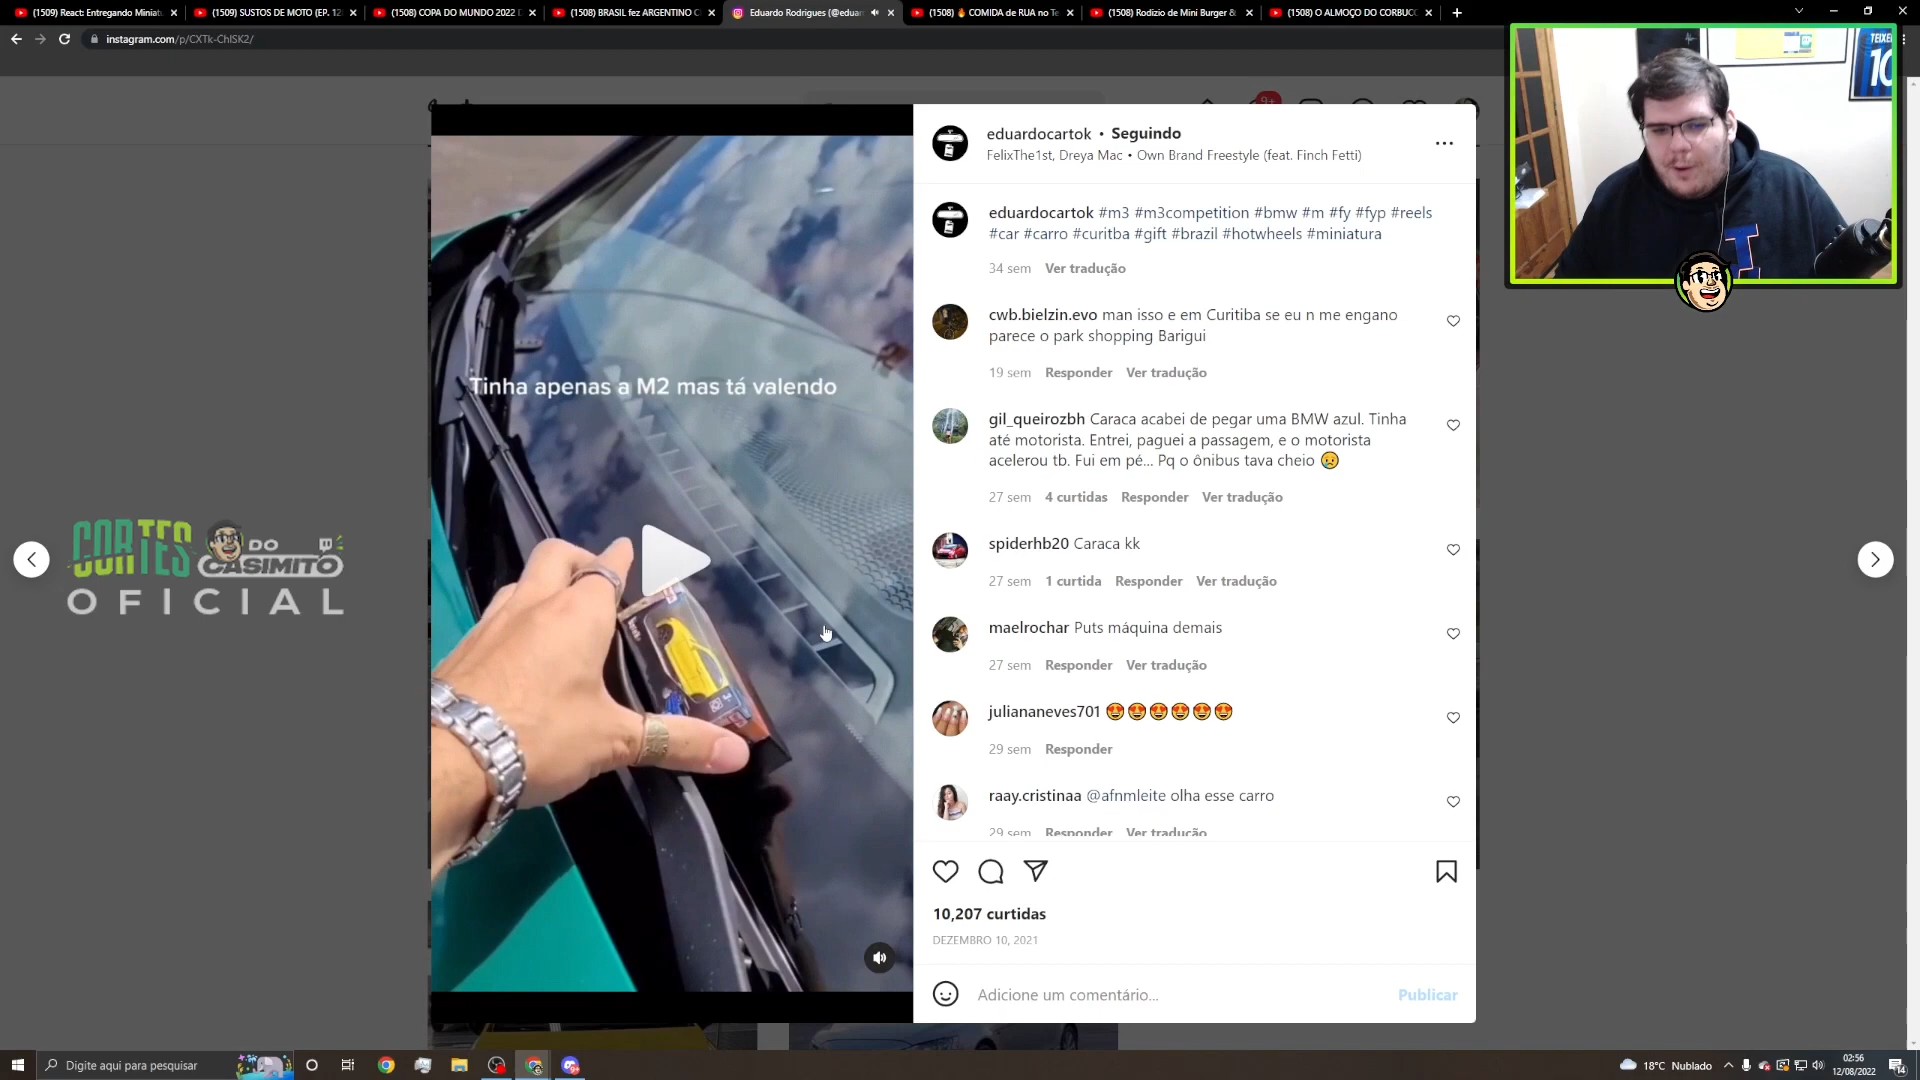 (1509) React: Entregando Miniatu
(1509) SUSTOS DE MOTO (EP. 12
(1508) COPA DO MUNDO 2022
(1508) BRASIL fez ARGENTINO C
Eduardo Rodrigues (@eduar
(1508) 🔥 COMIDA de RUA no Te
(1508) Rodizio de Mini Burger &
(1508) O ALMOÇO DO CORBUC
instagram.com/p/CXTk-ChlSK2/
TEIXE
10
9+
eduardocartok • Seguindo
FelixThe1st, Dreya Mac • Own Brand Freestyle (feat. Finch Fetti)
eduardocartok #m3 #m3competition #bmw #m #fy #fyp #reels
#car #carro #curitba #gift #brazil #hotwheels #miniatura
34 sem Ver tradução
cwb.bielzin.evo man isso e em Curitiba se eu n me engano
parece o park shopping Barigui
19 sem Responder Ver tradução
Tinha apenas a M2 mas tá valendo
gil_queirozbh Caraca acabei de pegar uma BMW azul. Tinha
até motorista. Entrei, paguei a passagem, e o motorista
acelerou tb. Fui em pé... Pq o ônibus tava cheio 😥
27 sem 4 curtidas Responder Ver tradução
CORTES DO CASIMITO
OFICIAL
spiderhb20 Caraca kk
27 sem 1 curtida Responder Ver tradução
maelrochar Puts máquina demais
27 sem Responder Ver tradução
juliananeves701 😍😍😍😍😍😍
29 sem Responder
raay.cristinaa @afnmleite olha esse carro
29 sem Responder Ver tradução
10,207 curtidas
DEZEMBRO 10, 2021
Adicione um comentário... Publicar
Digite aqui para pesquisar
18°C Nublado
02:56
12/08/2022
14